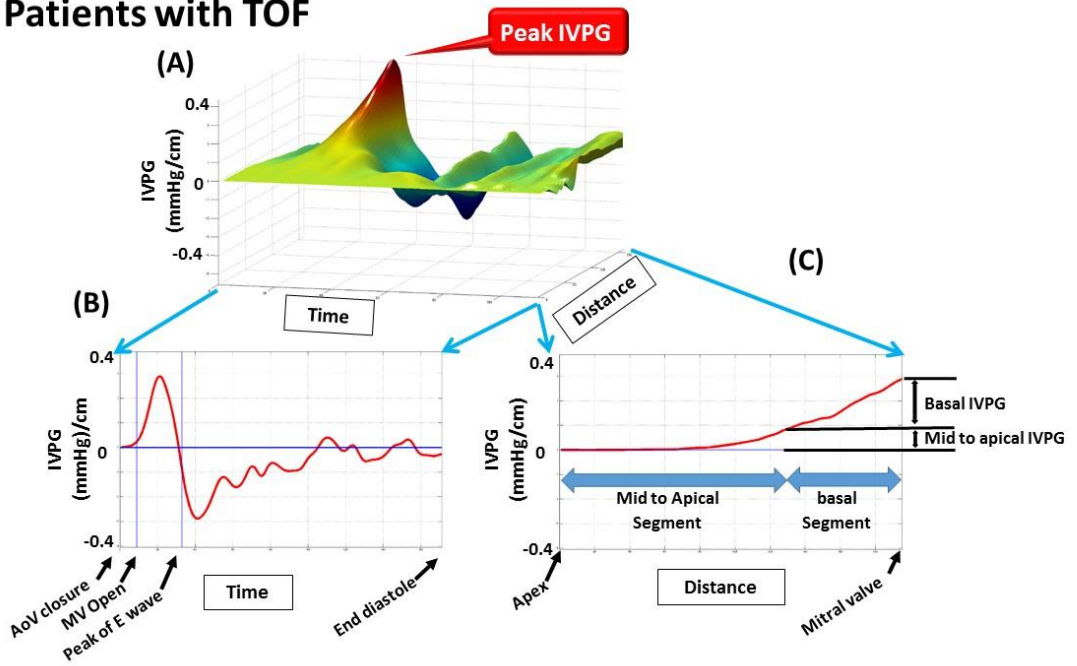 Patients with TOF
Peak IVPG
(A)
0.4
0
-0.4
IVPG
(mmHg/cm)
Time
Distance
(B)
0.4
0
-0.4
IVPG
(mmHg)/cm
AoV closure
MV Open
Peak of E wave
Time
End diastole
(C)
0.4
0
-0.4
IVPG
(mmHg/cm)
Basal IVPG
Mid to apical IVPG
Mid to Apical
Segment
basal
Segment
Apex
Distance
Mitral valve